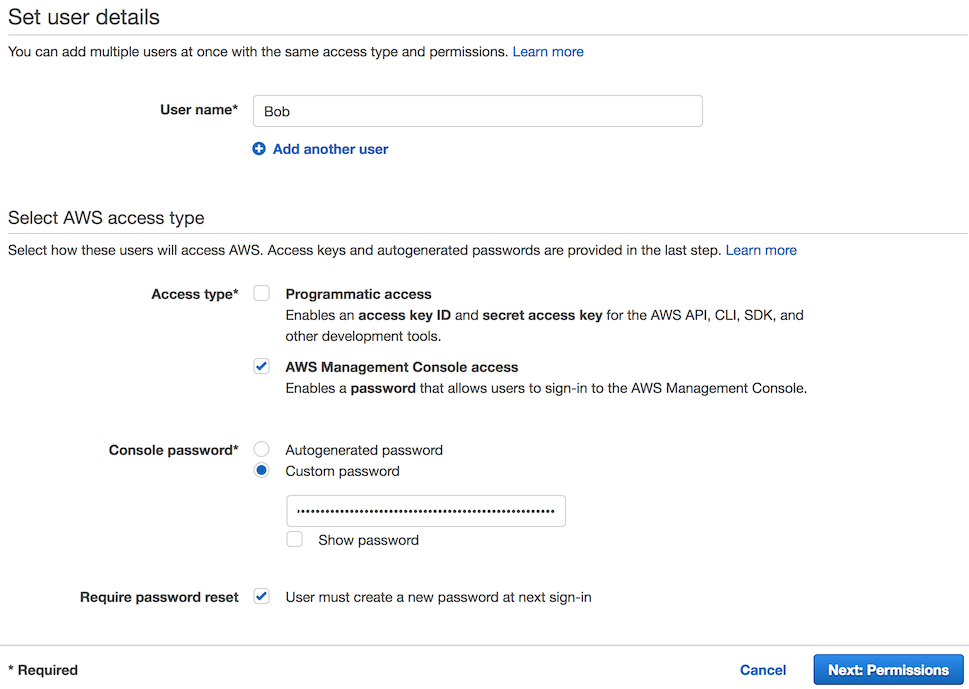 Set user details
You can add multiple users at once with the same access type and permissions. Learn more
User name*
Bob
Add another user
Select AWS access type
Select how these users will access AWS. Access keys and autogenerated passwords are provided in the last step. Learn more
Access type*
Programmatic access
Enables an access key ID and secret access key for the AWS API, CLI, SDK, and
other development tools.
AWS Management Console access
Enables a password that allows users to sign-in to the AWS Management Console.
Console password*
Autogenerated password
Custom password
Show password
Require password reset
User must create a new password at next sign-in
* Required
Cancel
Next: Permissions